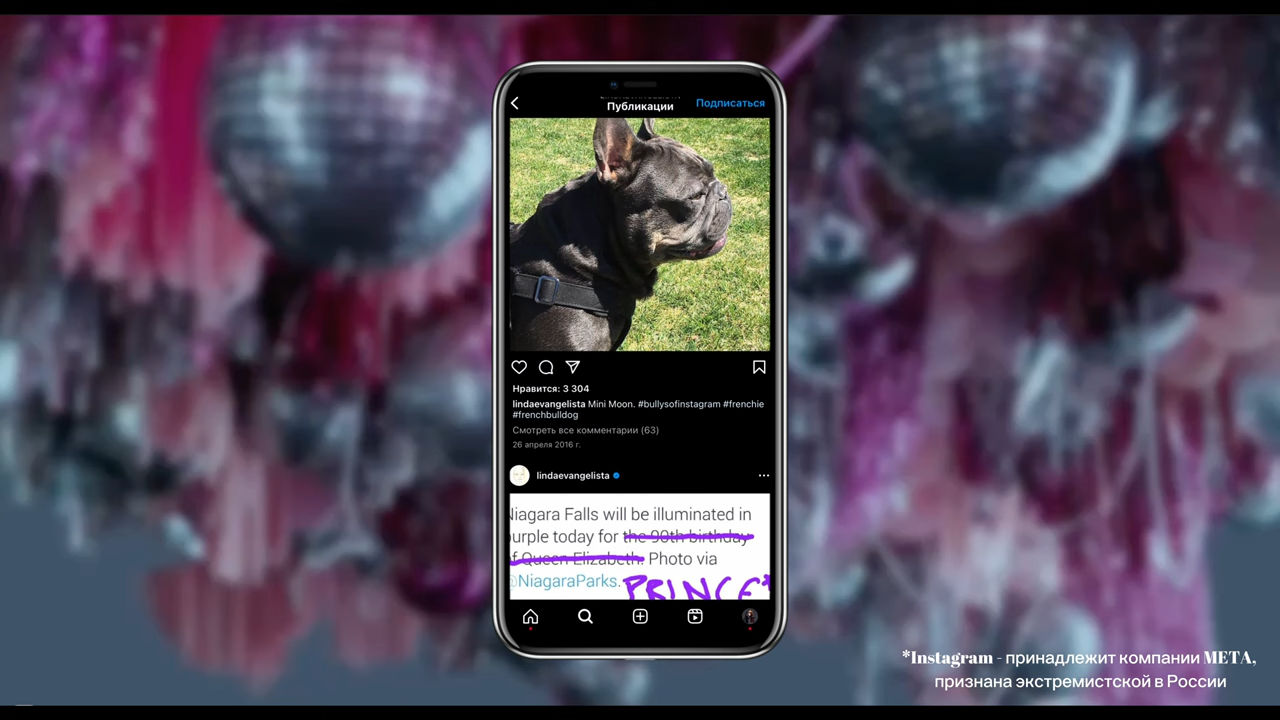 Публикации
Подписаться
Нравится: 3 304
lindaevangelista Mini Moon. #bullysofinstagram #frenchie
#frenchbulldog
Смотреть все комментарии (63)
26 апреля 2016 г.
lindaevangelista
Niagara Falls will be illuminated in
purple today for the 90th birthday
of Queen Elizabeth. Photo via
@NiagaraParks.
PRINCE*
*Instagram - принадлежит компании META,
признана экстремистской в России